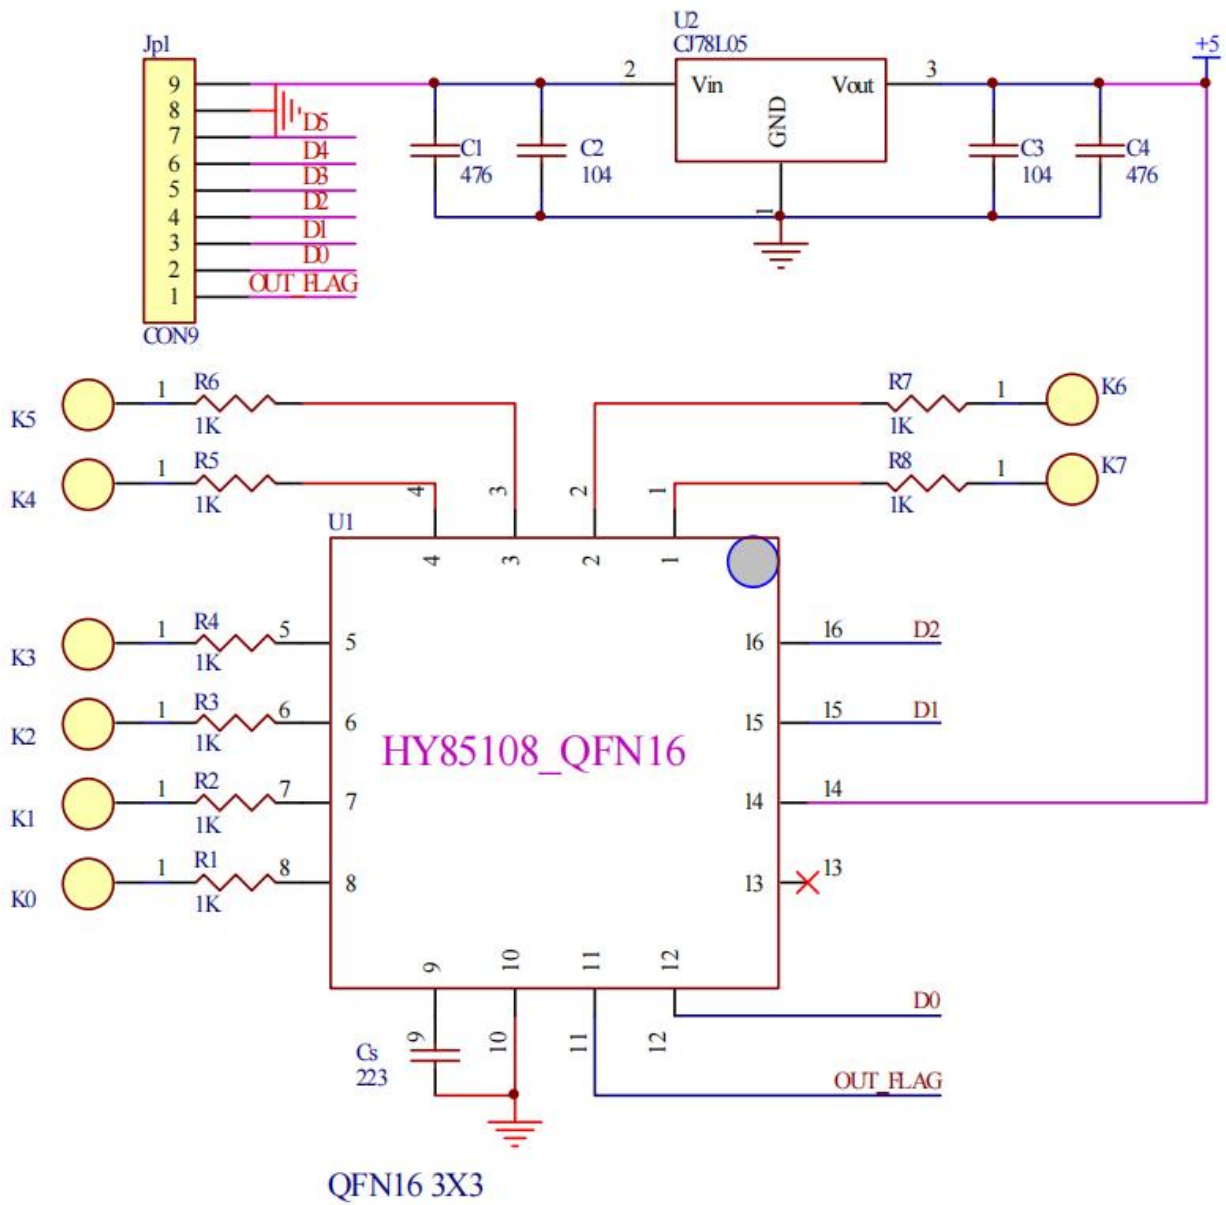 U2
Jp1 CJ78L05 +5
9 2 Vin Vout 3
8
D5
7 GND
D4
6 C1 C2 C3 C4
D3
5 476 104 104 476
D2
4 1
D1
3
D0
2
OUT_FLAG
1
CON9
K5 1 R6 R7 1 K6
1K 1K
K4 1 R5 R8 1 K7
1K 1K
4 3 2 1
U1
4 3 2 1
K3 1 R4 5 5 16 16 D2
1K
K2 1 R3 6 6 15 15 D1
1K
HY85108_QFN16
K1 1 R2 7 7 14 14
1K
K0 1 R1 8 8 13 13
1K
9 10 11 12
D0
9 10 11 12
Cs
223
OUT_FLAG
QFN16 3X3